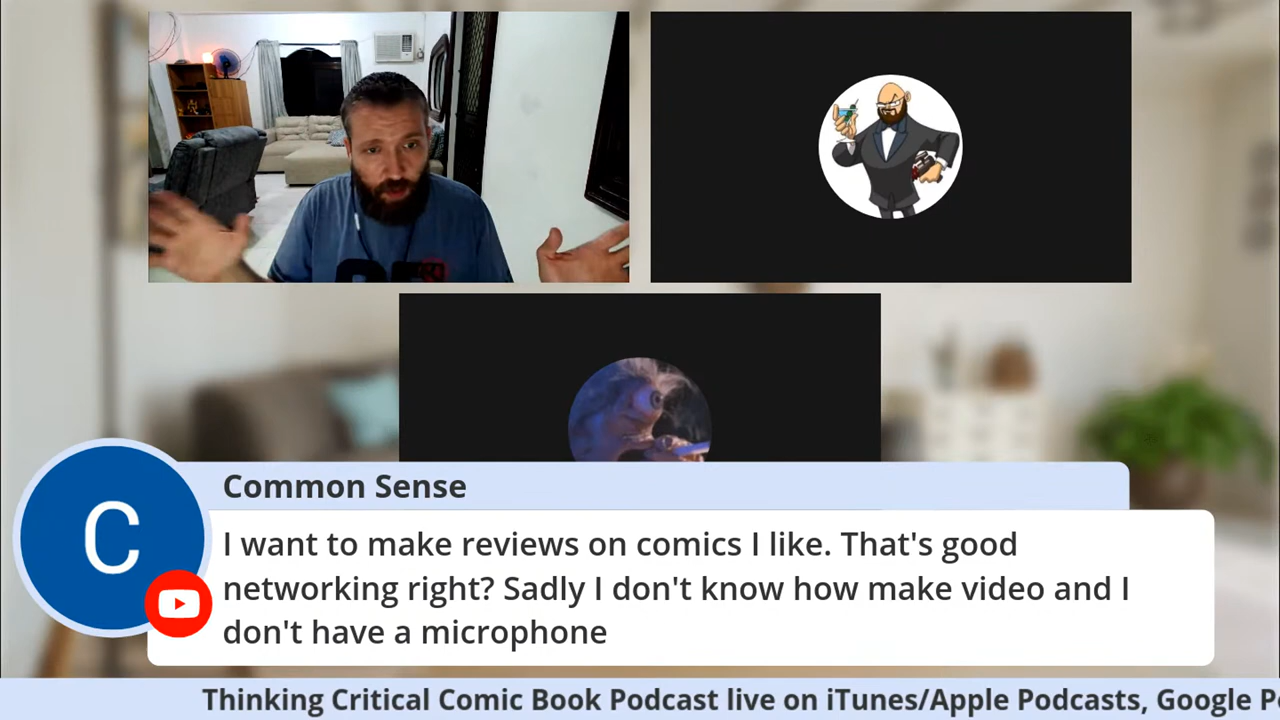 Common Sense
C
I want to make reviews on comics I like. That's good
networking right? Sadly I don't know how make video and I
don't have a microphone
Thinking Critical Comic Book Podcast live on iTunes/Apple Podcasts, Google